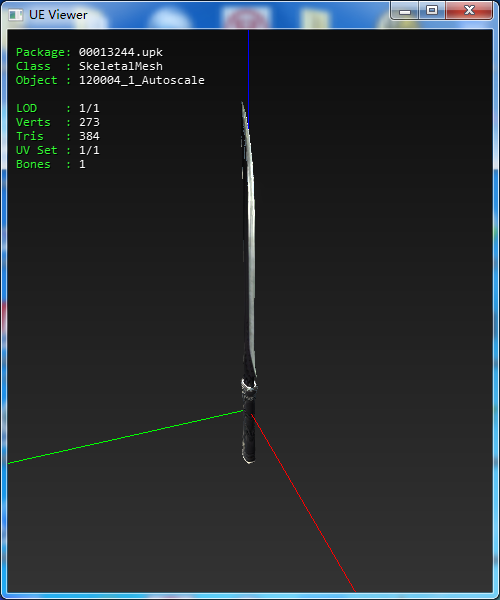 UE Viewer
Package: 00013244.upk
Class : SkeletalMesh
Object : 120004_1_Autoscale
LOD : 1/1
Verts : 273
Tris : 384
UV Set : 1/1
Bones : 1